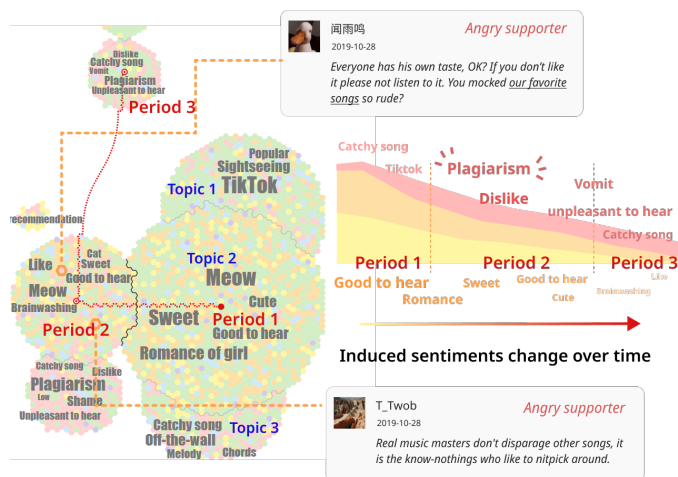 闻雨鸣
Angry supporter
2019-10-28
Everyone has his own taste, OK? If you don't like
it please not listen to it. You mocked our favorite
songs so rude?
Dislike
Catchy song
Vomit
Plagiarism
Unpleasant to hear
Period 3
Popular
Sightseeing
TikTok
Topic 1
recommendation
Like
Cat
Sweet
Good to hear
Meow
Brainwashing
Period 2
Topic 2
Meow
Cute
Sweet
Period 1
Good to hear
Romance of girl
Catchy song
Dislike
Plagiarism
Low
Shame
Unpleasant to hear
Catchy song
Off-the-wall
Topic 3
Melody
Chords
Catchy song
Tiktok
Plagiarism
Dislike
Vomit
unpleasant to hear
Catchy song
Period 1
Period 2
Period 3
Good to hear
Romance
Sweet
Good to hear
Cute
Like
Brainwashing
Induced sentiments change over time
T_Twob
Angry supporter
2019-10-28
Real music masters don't disparage other songs, it
is the know-nothings who like to nitpick around.